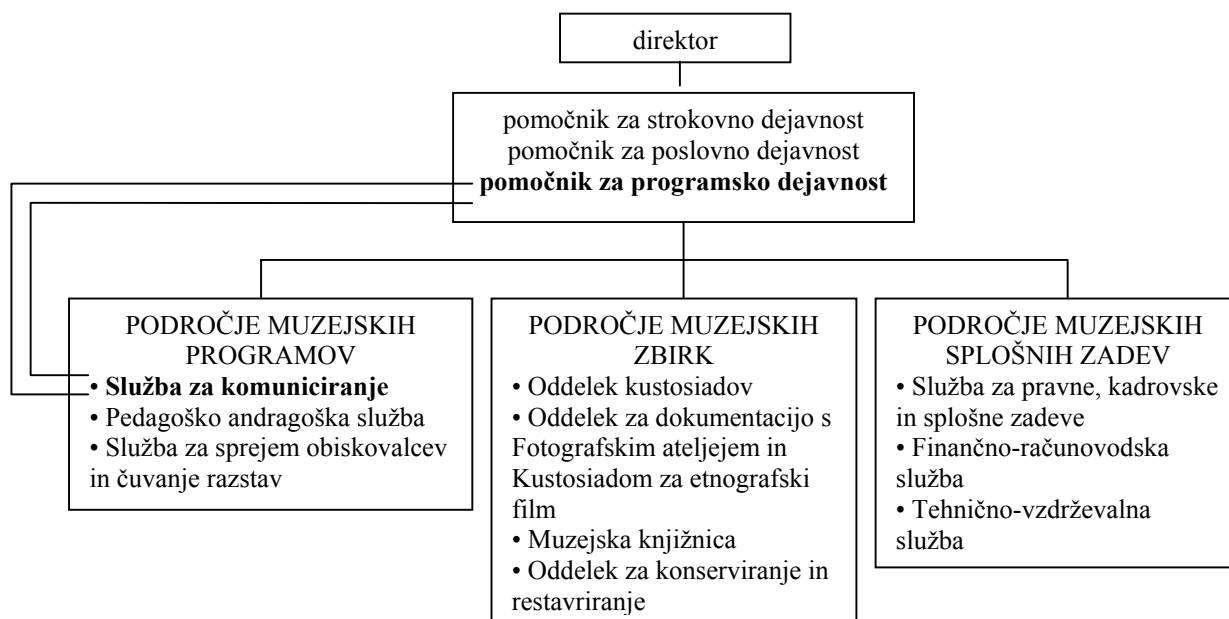 direktor
pomočnik za strokovno dejavnost
pomočnik za poslovno dejavnost
pomočnik za programsko dejavnost
PODROČJE MUZEJSKIH
PROGRAMOV
• Služba za komuniciranje
• Pedagoško andragoška služba
• Služba za sprejem obiskovalcev
in čuvanje razstav
PODROČJE MUZEJSKIH
ZBIRK
• Oddelek kustosiadov
• Oddelek za dokumentacijo s
Fotografskim ateljejem in
Kustosiadom za etnografski
film
• Muzejska knjižnica
• Oddelek za konserviranje in
restavriranje
PODROČJE MUZEJSKIH
SPLOŠNIH ZADEV
• Služba za pravne, kadrovske
in splošne zadeve
• Finančno-računovodska
služba
• Tehnično-vzdrževalna
služba